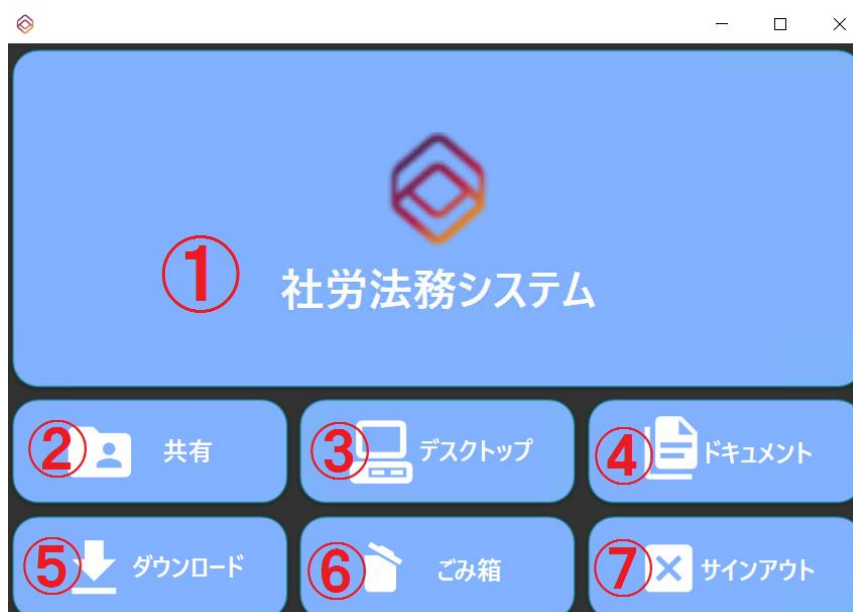 ①
社労法務システム
② 共有
③ デスクトップ
④ ドキュメント
⑤ ダウンロード
⑥ ごみ箱
⑦ サインアウト